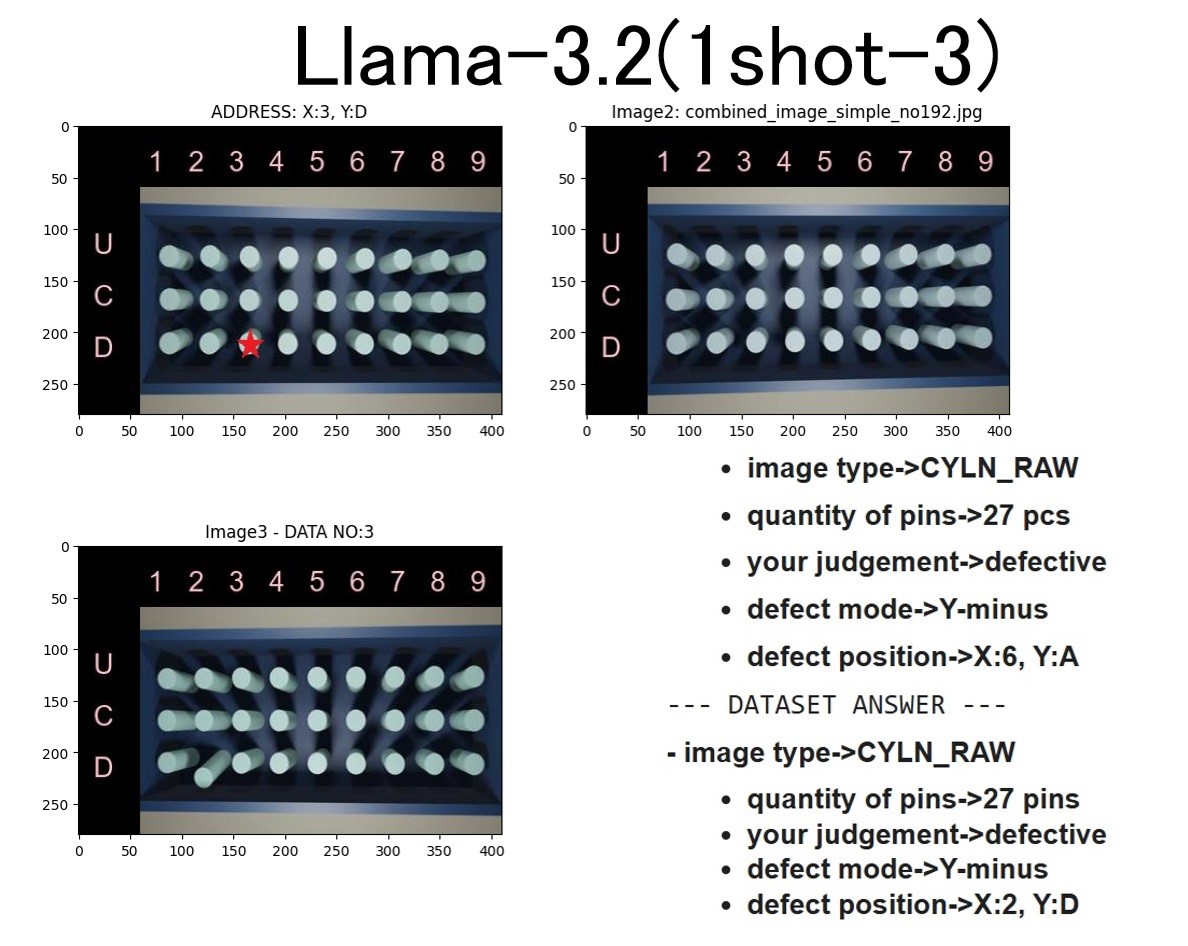 Llama-3.2(1shot-3)
ADDRESS: X:3, Y:D
0
50
100
150
200
250
1 2 3 4 5 6 7 8 9
U
C
D
0 50 100 150 200 250 300 350 400
Image2: combined_image_simple_no192.jpg
0
50
100
150
200
250
1 2 3 4 5 6 7 8 9
U
C
D
0 50 100 150 200 250 300 350 400
Image3 - DATA NO:3
0
50
100
150
200
250
1 2 3 4 5 6 7 8 9
U
C
D
0 50 100 150 200 250 300 350 400
• image type->CYLN_RAW
• quantity of pins->27 pcs
• your judgement->defective
• defect mode->Y-minus
• defect position->X:6, Y:A
--- DATASET ANSWER ---
- image type->CYLN_RAW
• quantity of pins->27 pins
• your judgement->defective
• defect mode->Y-minus
• defect position->X:2, Y:D